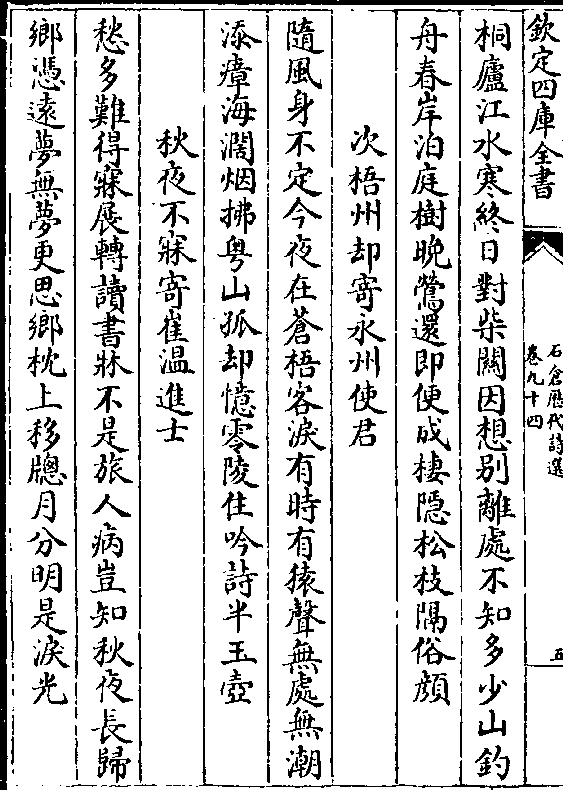 欽定四庫全書
石倉歷代詩選
卷九十四
五
桐廬江水寒終日對柴闗因想别離處不知多少山釣
舟春岸泊庭樹晚鶯還即便成棲隠松枝隔俗顔
次梧州却寄永州使君
隨風身不定今夜在蒼梧客淚有時有猿聲無處無潮
添瘴海濶烟拂粤山孤却憶零陵住吟詩半玉壺
秋夜不寐寄崔温進士
愁多難得寐展轉讀書牀不是旅人病豈知秋夜長歸
鄉憑遠夢無夢更思鄉枕上移牕月分明是淚光